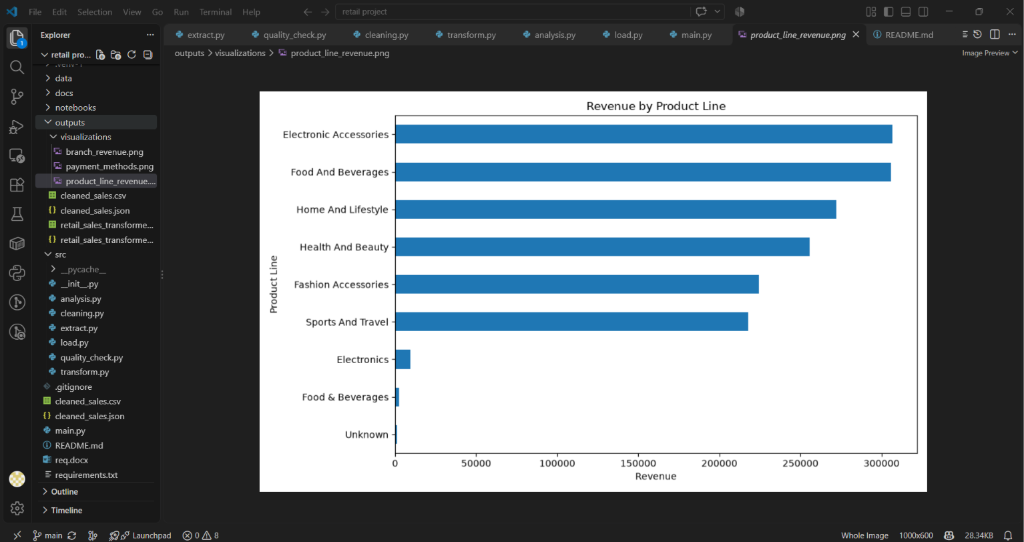 File Edit Selection View Go Run Terminal Help
retail project
Explorer
extract.py quality_check.py cleaning.py transform.py analysis.py load.py main.py product_line_revenue.png README.md
retail pro...
outputs > visualizations > product_line_revenue.png
Image Preview
data
docs
notebooks
outputs
visualizations
branch_revenue.png
payment_methods.png
product_line_revenue....
cleaned_sales.csv
cleaned_sales.json
retail_sales_transforme...
retail_sales_transforme...
src
__pycache__
__init__.py
analysis.py
cleaning.py
extract.py
load.py
quality_check.py
transform.py
.gitignore
cleaned_sales.csv
cleaned_sales.json
main.py
README.md
req.docx
requirements.txt
Outline
Timeline
Revenue by Product Line
Product Line
Electronic Accessories
Food And Beverages
Home And Lifestyle
Health And Beauty
Fashion Accessories
Sports And Travel
Electronics
Food & Beverages
Unknown
0 50000 100000 150000 200000 250000 300000
Revenue
main Launchpad 0 8 Whole Image 1000x600 28.34KB